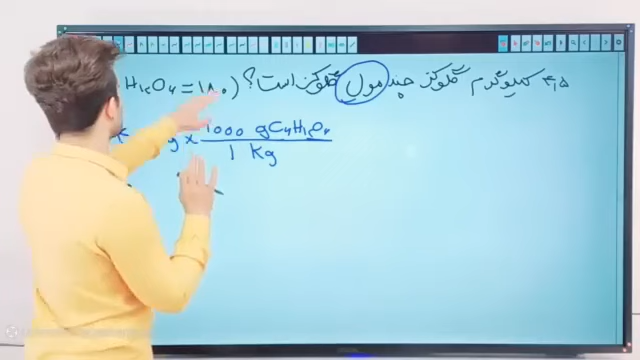 ۴٫۵ کیلوگرم گلوکز چند مول گلوکز است؟ (H₁₂O₆ = ۱۸۰
g × 1000 g C₆H₁₂O₆
1 Kg